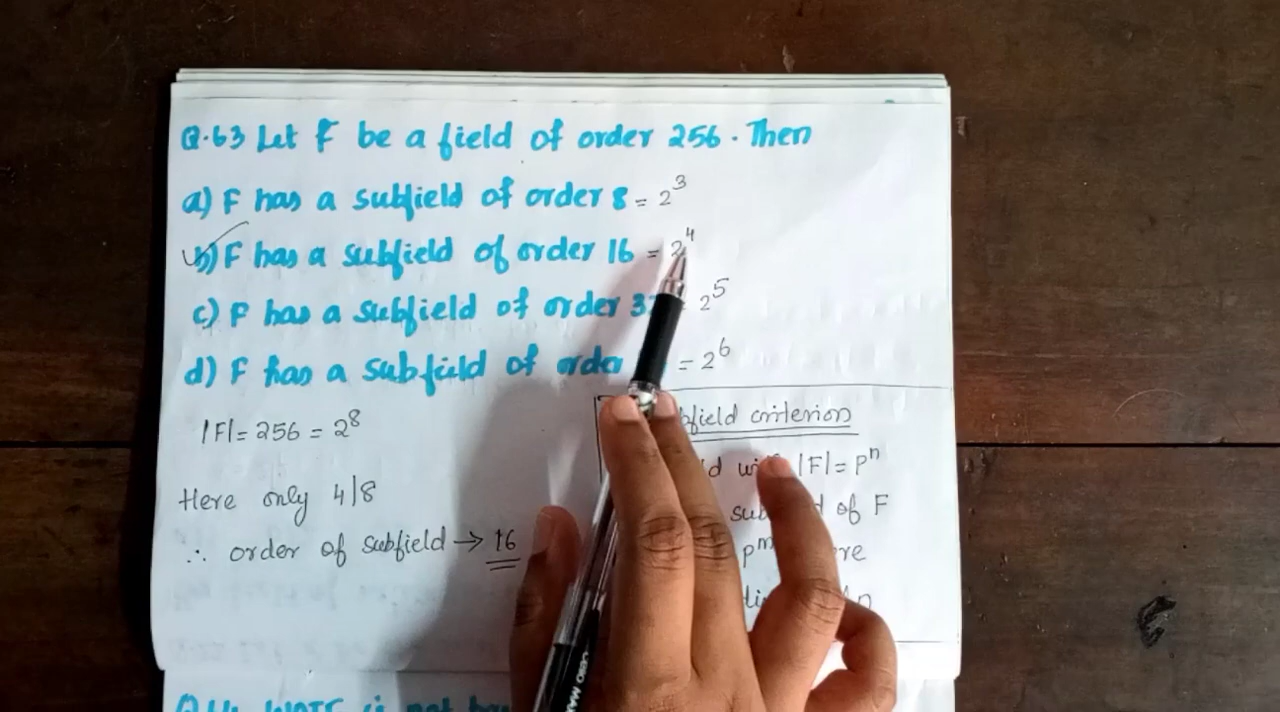 Q.63 Let F be a field of order 256. Then
a) F has a subfield of order 8 = 2^3
b) F has a subfield of order 16 = 2^4
c) F has a subfield of order 2^5
d) F has a subfield of = 2^6
|F| = 256 = 2^8
Here only 4|8
∴ order of subfield → 16
criterion
|F| = p^n
of F